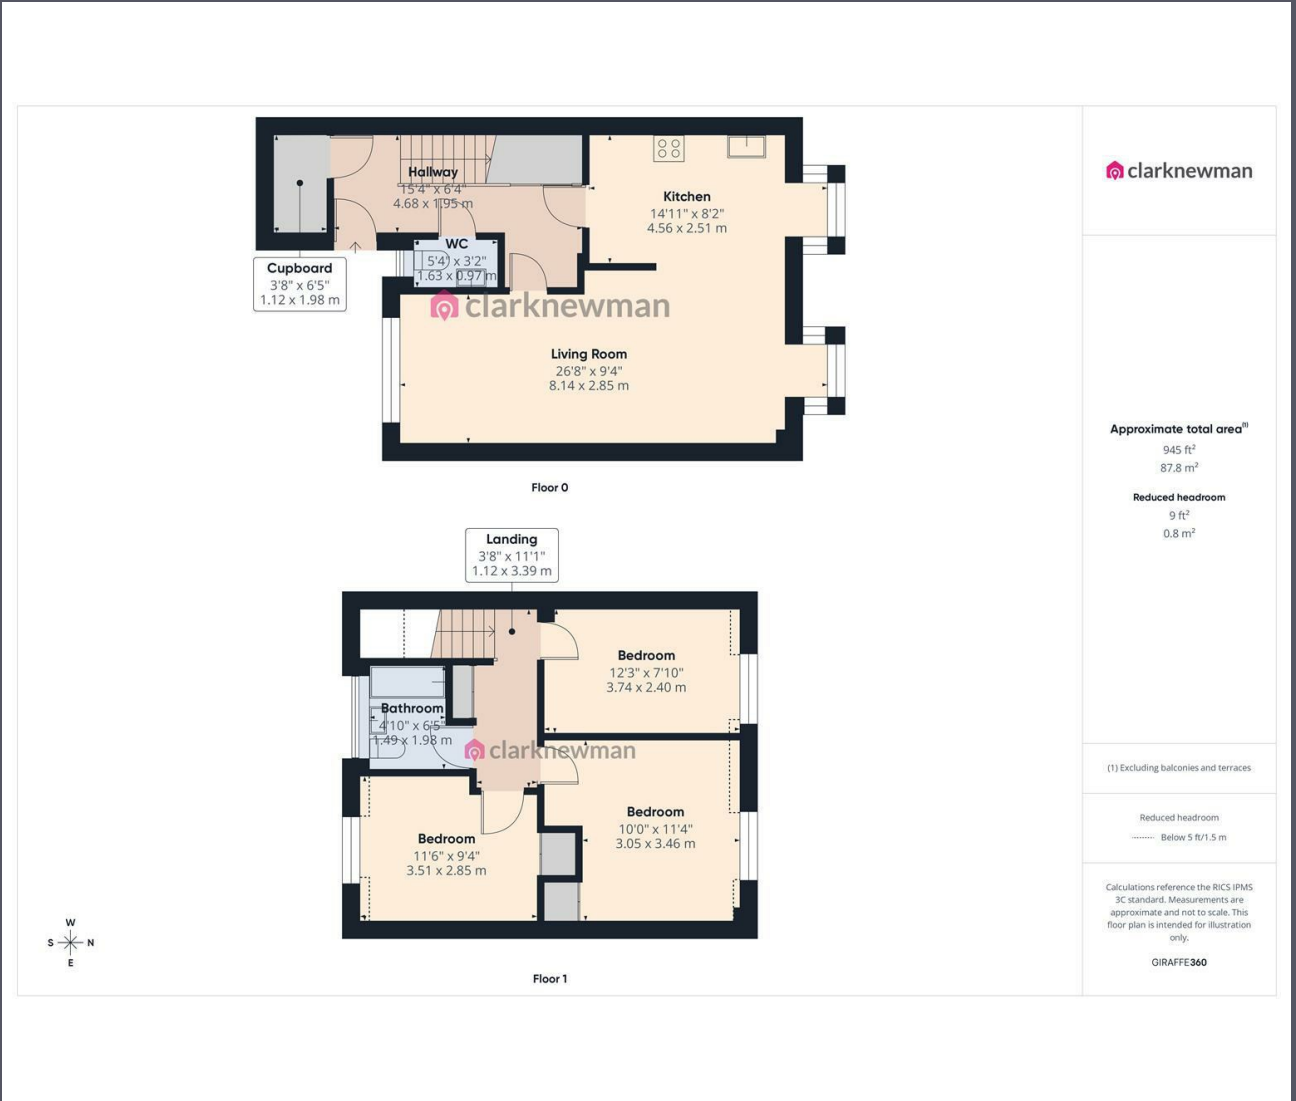 Hallway
15'4" x 6'4"
4.68 x 1.95 m
Kitchen
14'11" x 8'2"
4.56 x 2.51 m
WC
5'4" x 3'2"
1.63 x 0.97 m
Cupboard
3'8" x 6'5"
1.12 x 1.98 m
clarknewman
Living Room
26'8" x 9'4"
8.14 x 2.85 m
Floor 0
Landing
3'8" x 11'1"
1.12 x 3.39 m
Bedroom
12'3" x 7'10"
3.74 x 2.40 m
Bathroom
4'10" x 6'5"
1.49 x 1.98 m
clarknewman
Bedroom
10'0" x 11'4"
3.05 x 3.46 m
Bedroom
11'6" x 9'4"
3.51 x 2.85 m
W
S N
E
Floor 1
clarknewman
Approximate total area(1)
945 ft²
87.8 m²
Reduced headroom
9 ft²
0.8 m²
(1) Excluding balconies and terraces
Reduced headroom
Below 5 ft/1.5 m
Calculations reference the RICS IPMS
3C standard. Measurements are
approximate and not to scale. This
floor plan is intended for illustration
only.
GIRAFFE360